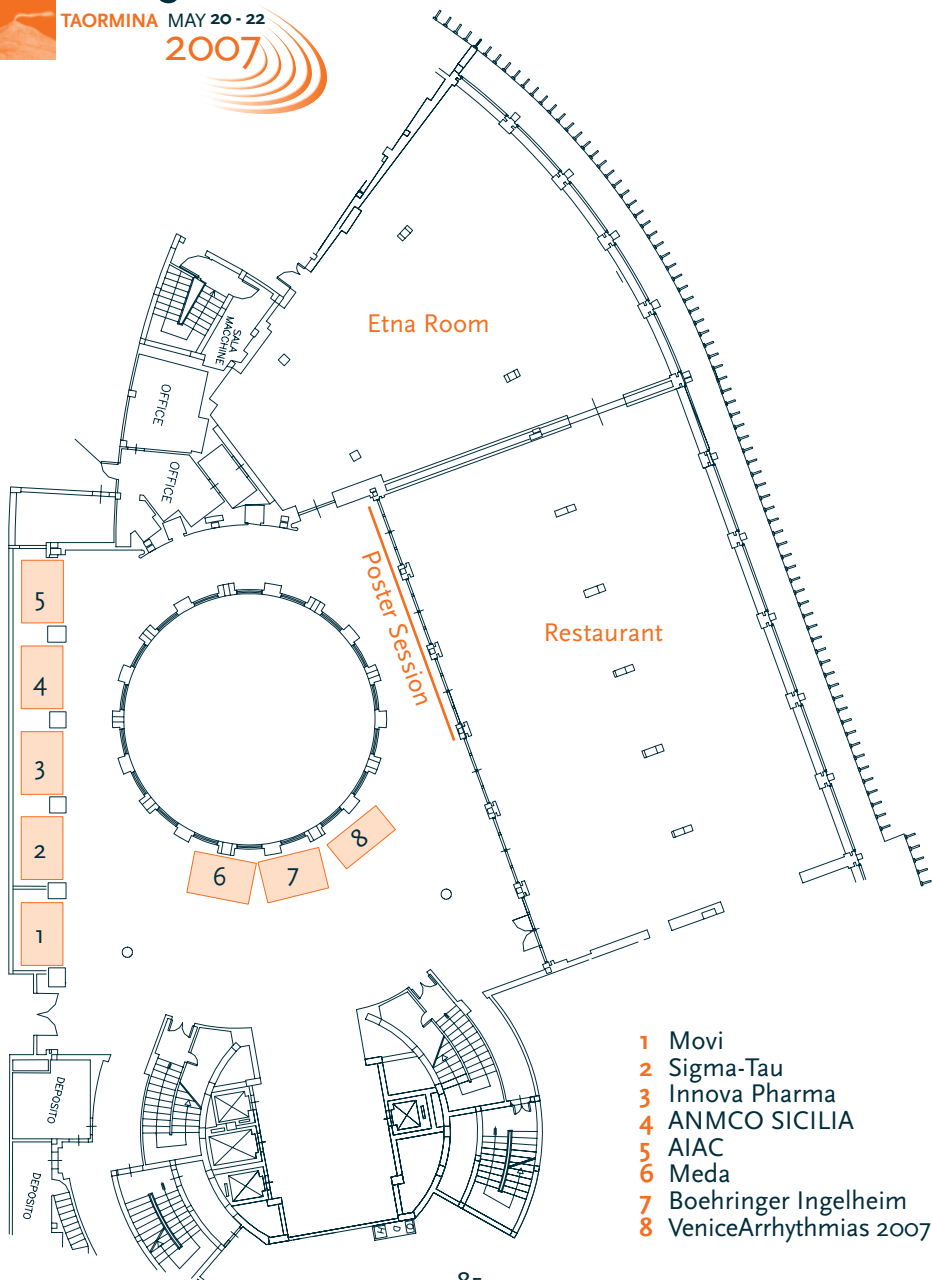 TAORMINA MAY 20 - 22
2007
Etna Room
SALA
MACCHINE
OFFICE
OFFICE
Poster Session
Restaurant
5
4
3
2
1
6
7
8
DEPOSITO
DEPOSITO
1 Movi
2 Sigma-Tau
3 Innova Pharma
4 ANMCO SICILIA
5 AIAC
6 Meda
7 Boehringer Ingelheim
8 VeniceArrhythmias 2007